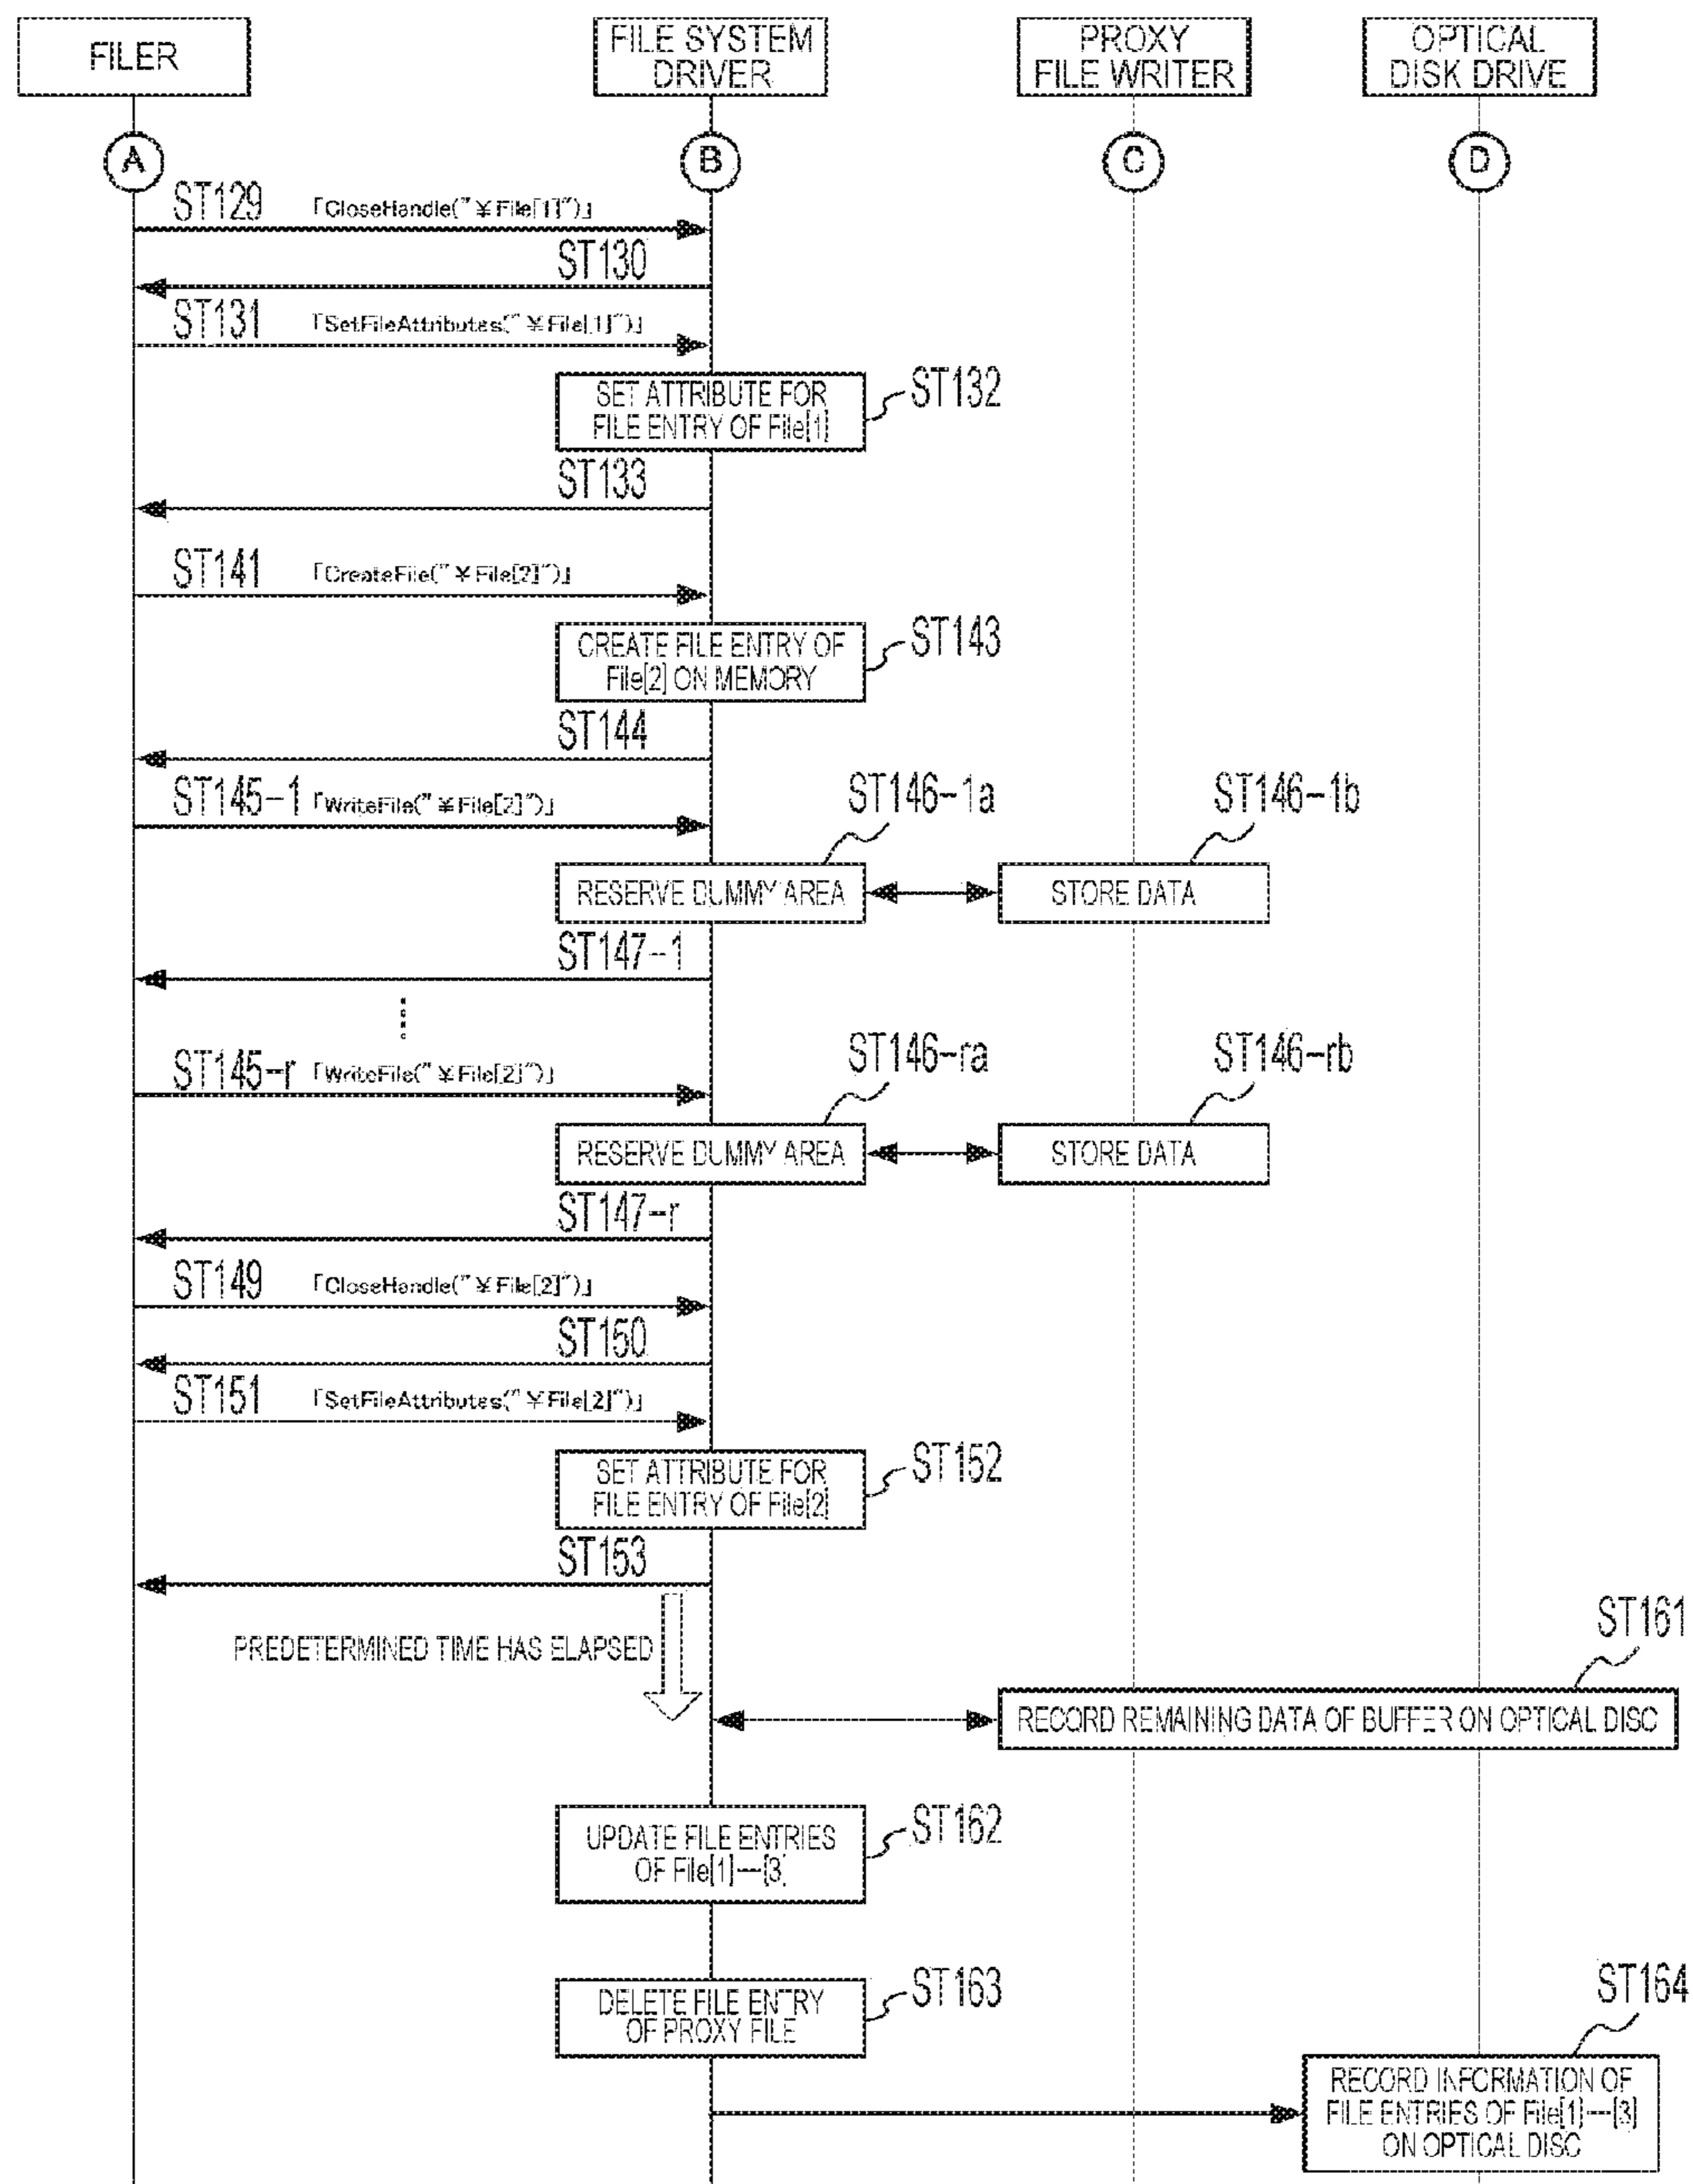 FILER
FILE SYSTEM
DRIVER
PROXY
FILE WRITER
OPTICAL
DISK DRIVE
A
B
C
D
ST129 「CloseHandle("¥File[1]")」
ST130
ST131 「SetFileAttributes("¥File[1]")」
SET ATTRIBUTE FOR
FILE ENTRY OF File[1]
ST132
ST133
ST141 「CreateFile("¥File[2]")」
CREATE FILE ENTRY OF
File[2] ON MEMORY
ST143
ST144
ST145-1 「WriteFile("¥File[2]")」
ST146-1a
ST146-1b
RESERVE DUMMY AREA
STORE DATA
ST147-1
ST145-r 「WriteFile("¥File[2]")」
ST146-ra
ST146-rb
RESERVE DUMMY AREA
STORE DATA
ST147-r
ST149 「CloseHandle("¥File[2]")」
ST150
ST151 「SetFileAttributes("¥File[2]")」
SET ATTRIBUTE FOR
FILE ENTRY OF File[2]
ST152
ST153
PREDETERMINED TIME HAS ELAPSED
ST161
RECORD REMAINING DATA OF BUFFER ON OPTICAL DISC
UPDATE FILE ENTRIES
OF File[1]---[3]
ST162
DELETE FILE ENTRY
OF PROXY FILE
ST163
ST164
RECORD INFORMATION OF
FILE ENTRIES OF File[1]---[3]
ON OPTICAL DISC